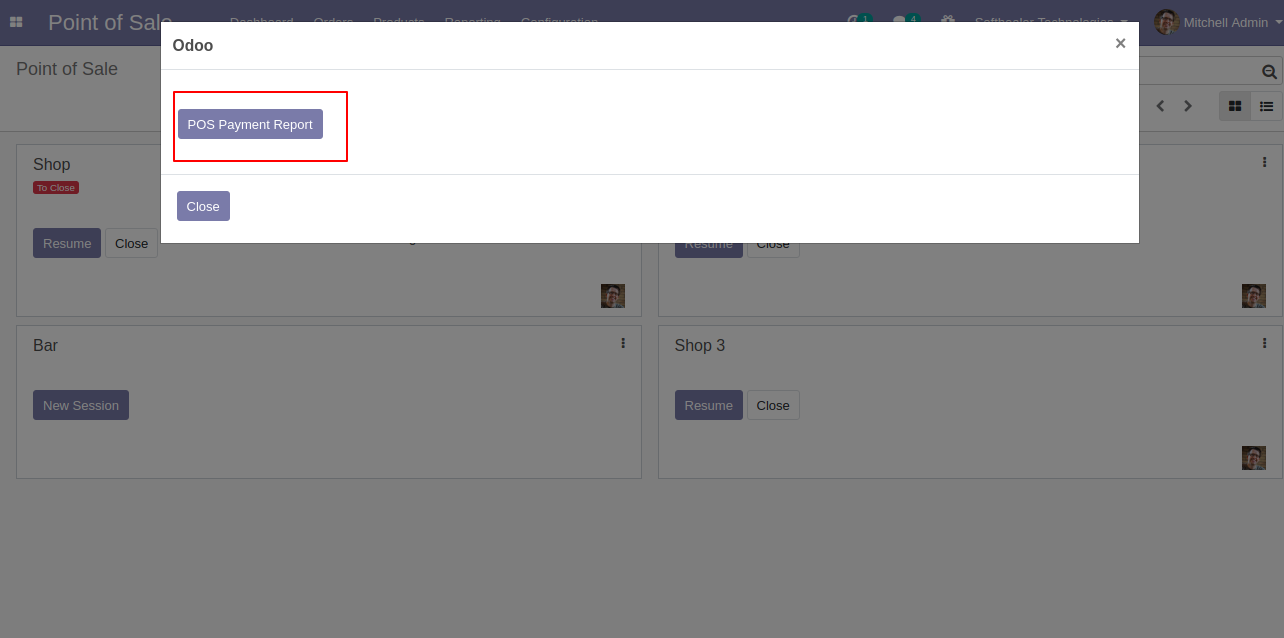 Point of Sale Dashboard Orders Products Reporting Configuration 1 4 Softhealer Technologies Mitchell Admin
Odoo ×
Point of Sale
POS Payment Report
Close
Shop
To Close
Resume Close
Resume Close
Bar
New Session
Shop 3
Resume Close